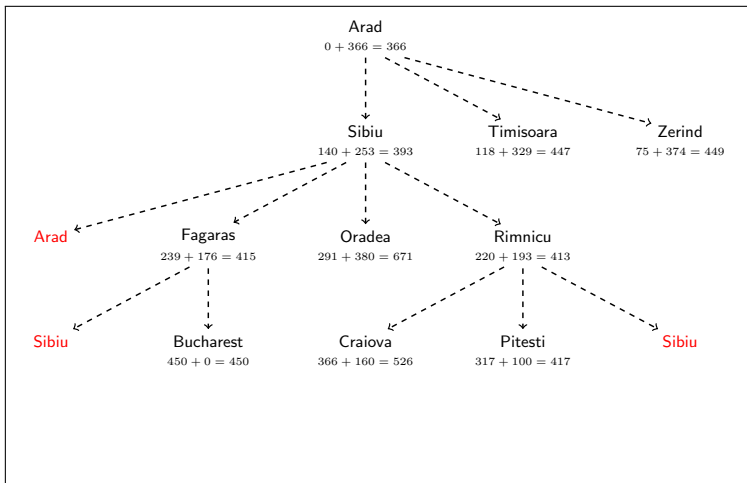 Arad
0 + 366 = 366
Sibiu Timisoara Zerind
140 + 253 = 393 118 + 329 = 447 75 + 374 = 449
Arad Fagaras Oradea Rimnicu
239 + 176 = 415 291 + 380 = 671 220 + 193 = 413
Sibiu Bucharest Craiova Pitesti Sibiu
450 + 0 = 450 366 + 160 = 526 317 + 100 = 417